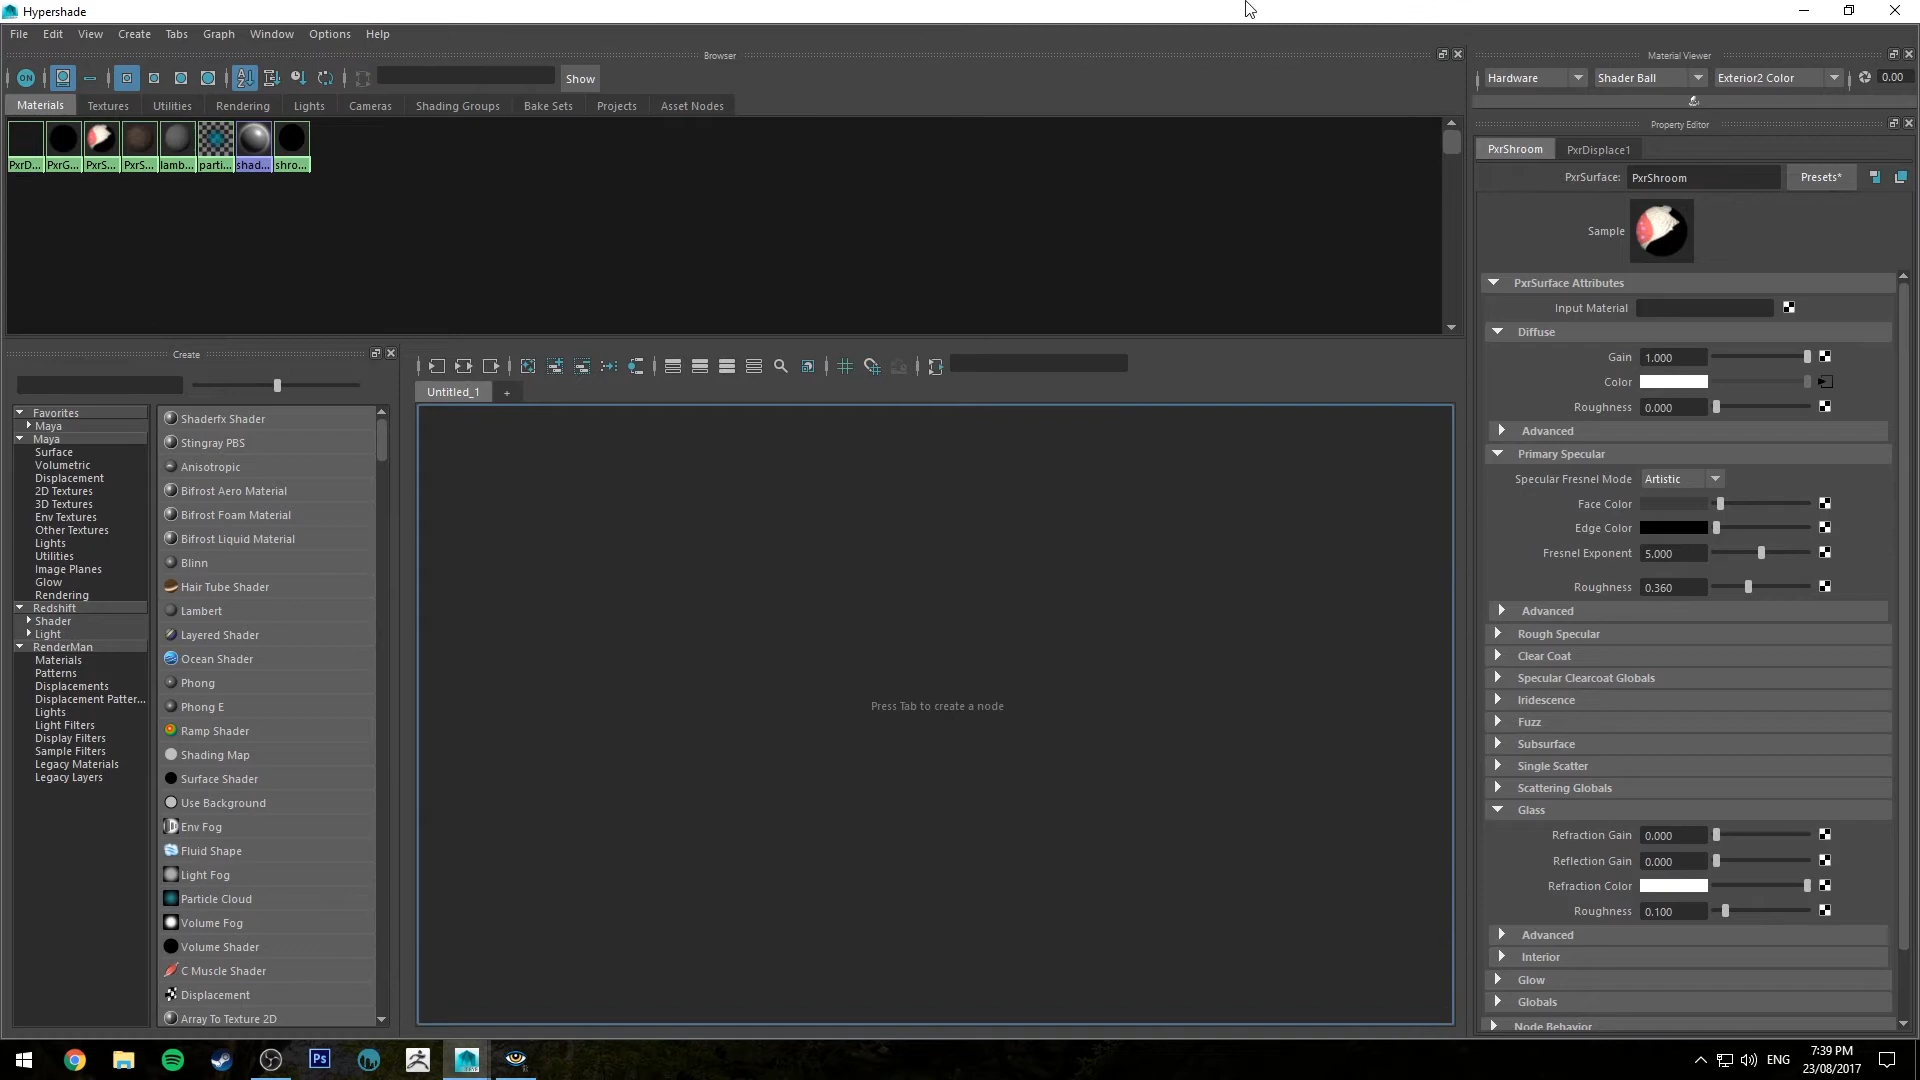 Hypershade
File Edit View Create Tabs Graph Window Options Help
Browser
ON
Show
Materials Textures Utilities Rendering Lights Cameras Shading Groups Bake Sets Projects Asset Nodes
PxrD... PxrG... PxrS... PxrS... lamb... parti... shad... shro...
Create
Favorites
Maya
Maya
Surface
Volumetric
Displacement
2D Textures
3D Textures
Env Textures
Other Textures
Lights
Utilities
Image Planes
Glow
Rendering
Redshift
Shader
Light
RenderMan
Materials
Patterns
Displacements
Displacement Patter...
Lights
Light Filters
Display Filters
Sample Filters
Legacy Materials
Legacy Layers
Shaderfx Shader
Stingray PBS
Anisotropic
Bifrost Aero Material
Bifrost Foam Material
Bifrost Liquid Material
Blinn
Hair Tube Shader
Lambert
Layered Shader
Ocean Shader
Phong
Phong E
Ramp Shader
Shading Map
Surface Shader
Use Background
Env Fog
Fluid Shape
Light Fog
Particle Cloud
Volume Fog
Volume Shader
C Muscle Shader
Displacement
Array To Texture 2D
Untitled_1 +
Press Tab to create a node
Material Viewer
Hardware Shader Ball Exterior2 Color 0.00
Property Editor
PxrShroom PxrDisplace1
PxrSurface: PxrShroom Presets*
Sample
PxrSurface Attributes
Input Material
Diffuse
Gain 1.000
Color
Roughness 0.000
Advanced
Primary Specular
Specular Fresnel Mode Artistic
Face Color
Edge Color
Fresnel Exponent 5.000
Roughness 0.360
Advanced
Rough Specular
Clear Coat
Specular Clearcoat Globals
Iridescence
Fuzz
Subsurface
Single Scatter
Scattering Globals
Glass
Refraction Gain 0.000
Reflection Gain 0.000
Refraction Color
Roughness 0.100
Advanced
Interior
Glow
Globals
Node Behavior
Ps
ENG
7:39 PM
23/08/2017